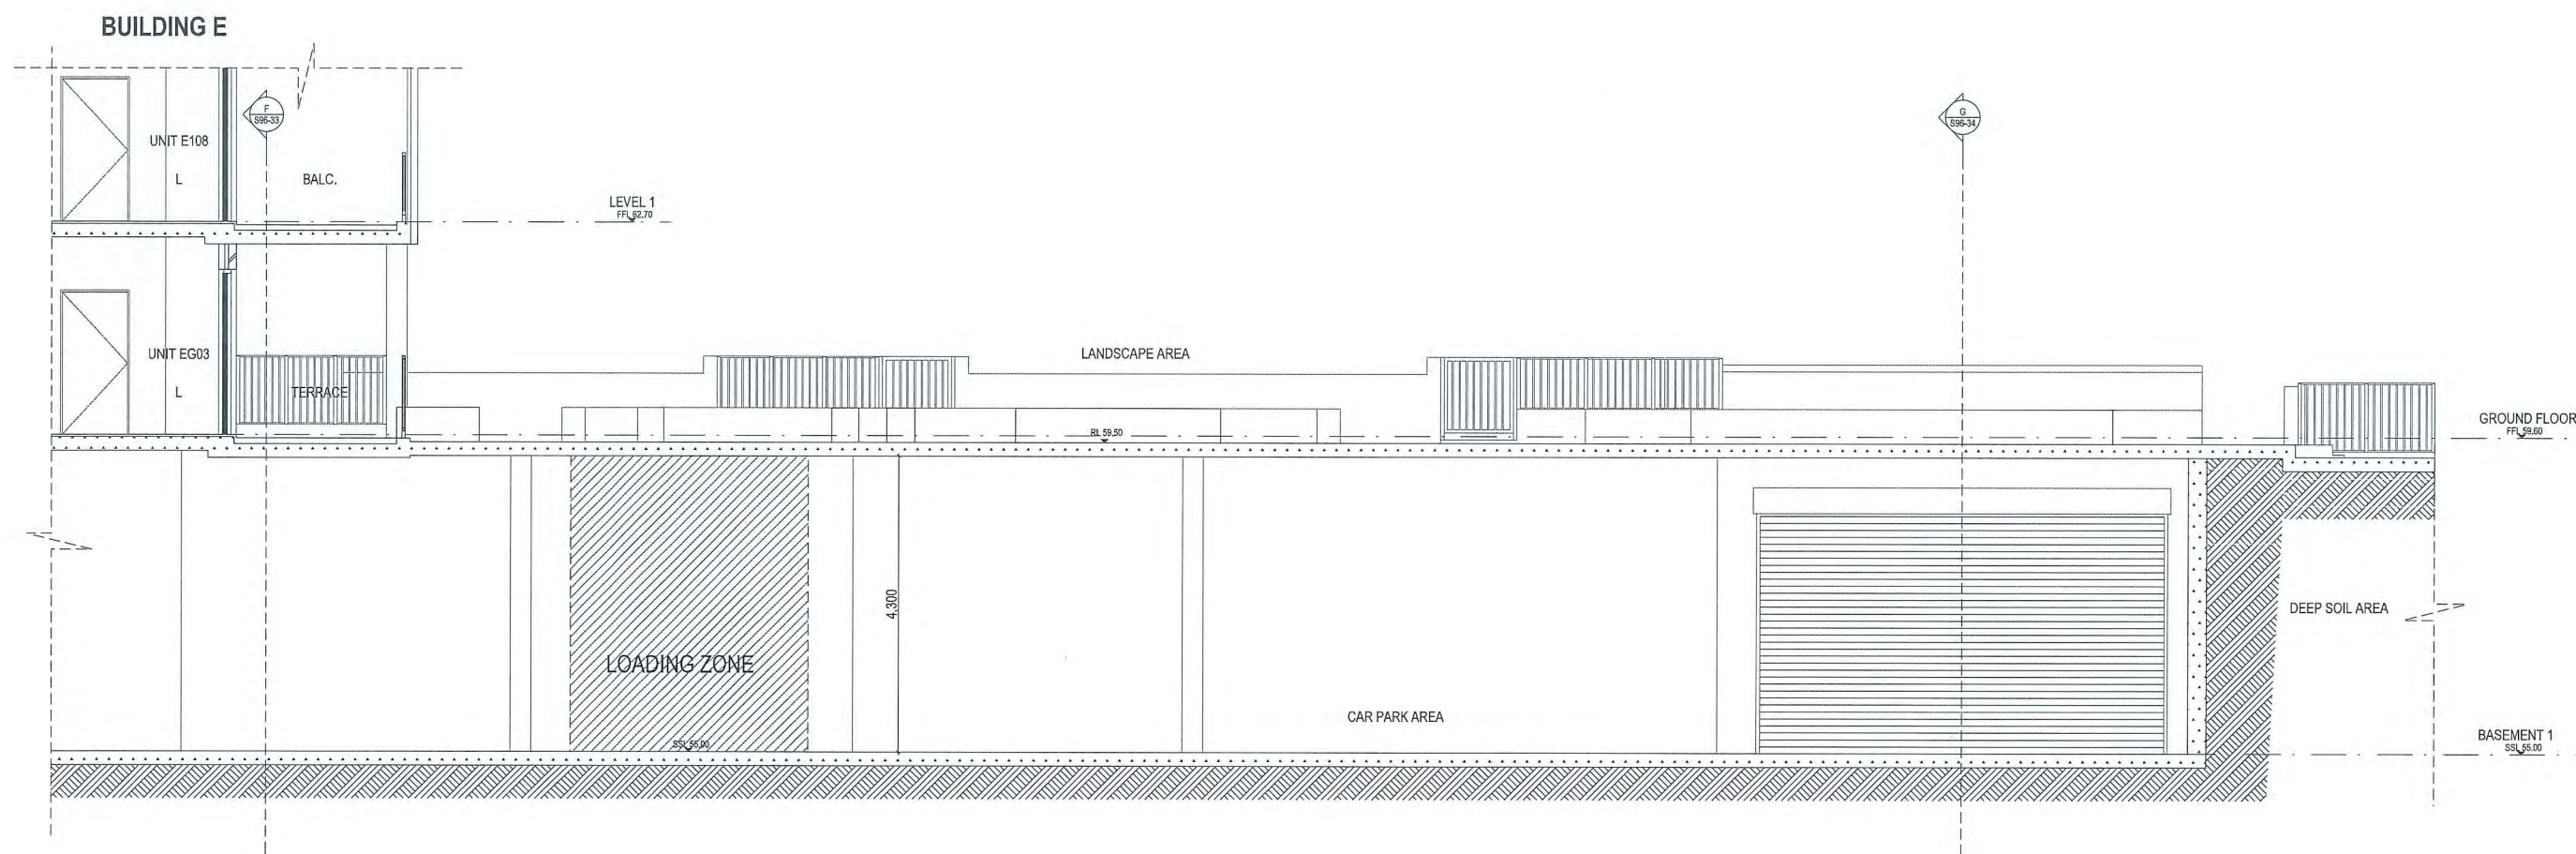 BUILDING E
F
S96-33
G
S96-34
UNIT E108
L
BALC.
LEVEL 1
FFL 62.70
UNIT EG03
L
TERRACE
LANDSCAPE AREA
RL 59.50
GROUND FLOOR
FFL 59.60
4,300
LOADING ZONE
SSL 55.00
CAR PARK AREA
DEEP SOIL AREA
BASEMENT 1
SSL 55.00